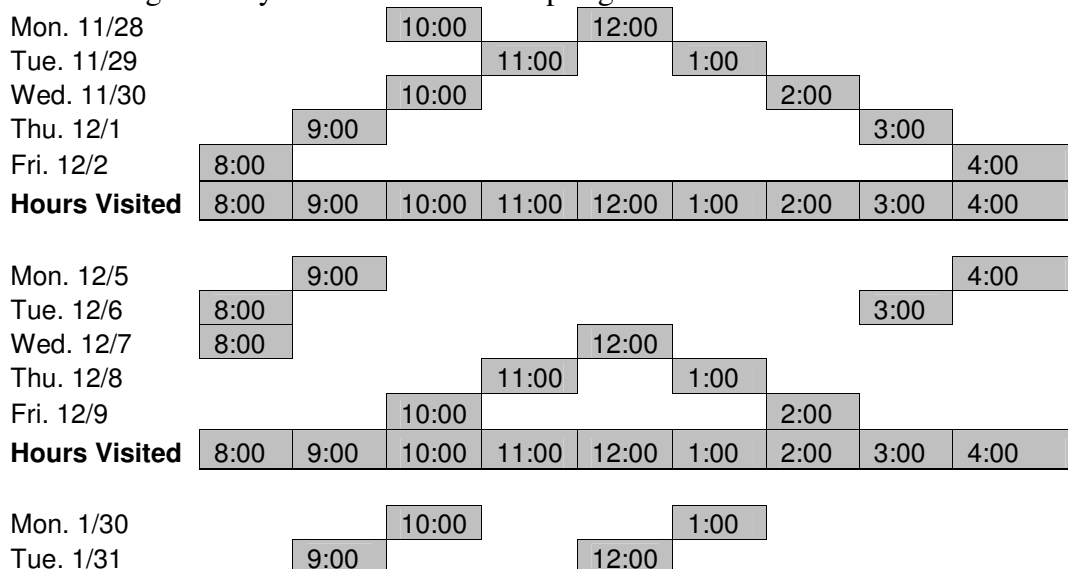 Mon. 11/28 10:00 12:00
Tue. 11/29 11:00 1:00
Wed. 11/30 10:00 2:00
Thu. 12/1 9:00 3:00
Fri. 12/2 8:00 4:00
Hours Visited 8:00 9:00 10:00 11:00 12:00 1:00 2:00 3:00 4:00
Mon. 12/5 9:00 4:00
Tue. 12/6 8:00 3:00
Wed. 12/7 8:00 12:00
Thu. 12/8 11:00 1:00
Fri. 12/9 10:00 2:00
Hours Visited 8:00 9:00 10:00 11:00 12:00 1:00 2:00 3:00 4:00
Mon. 1/30 10:00 1:00
Tue. 1/31 9:00 12:00